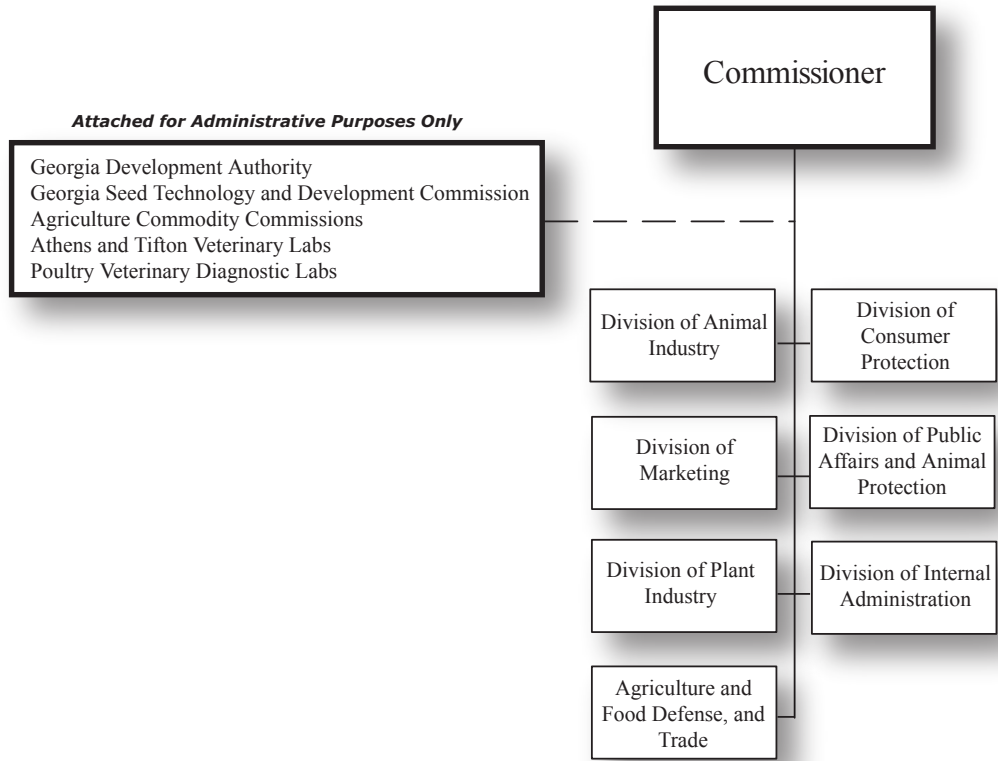 Commissioner
Attached for Administrative Purposes Only
Georgia Development Authority
Georgia Seed Technology and Development Commission
Agriculture Commodity Commissions
Athens and Tifton Veterinary Labs
Poultry Veterinary Diagnostic Labs
Division of Animal
Industry
Division of
Consumer
Protection
Division of
Marketing
Division of Public
Affairs and Animal
Protection
Division of Plant
Industry
Division of Internal
Administration
Agriculture and
Food Defense, and
Trade